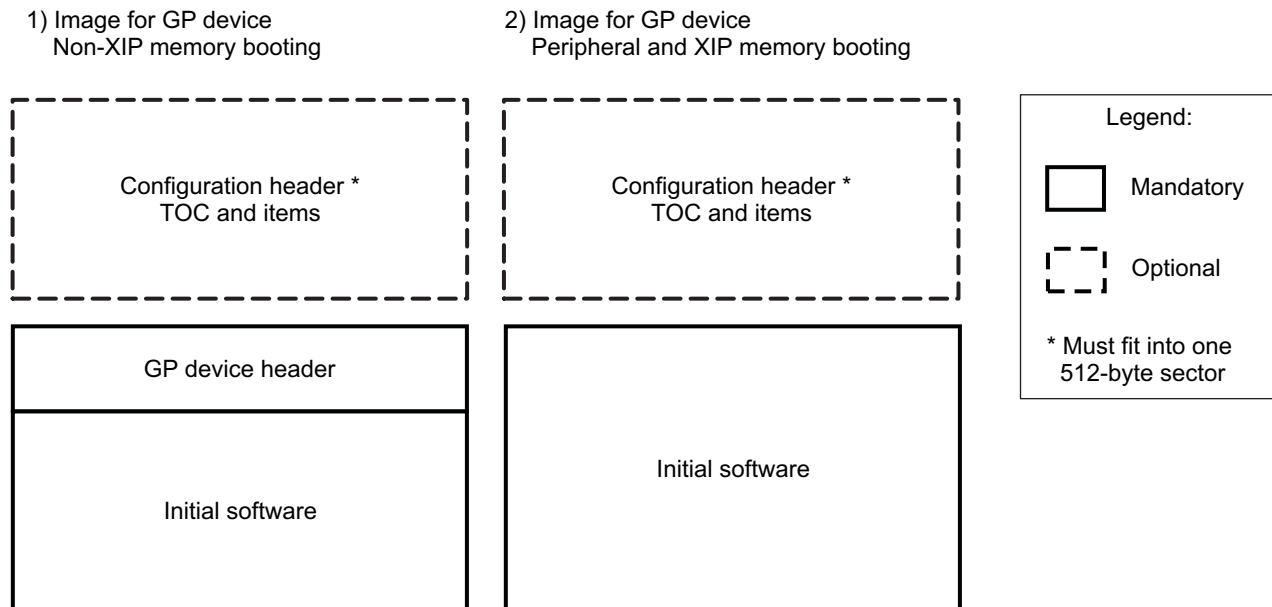 1) Image for GP device
Non-XIP memory booting
2) Image for GP device
Peripheral and XIP memory booting
Configuration header *
TOC and items
GP device header
Initial software
Configuration header *
TOC and items
Initial software
Legend:
Mandatory
Optional
* Must fit into one
512-byte sector